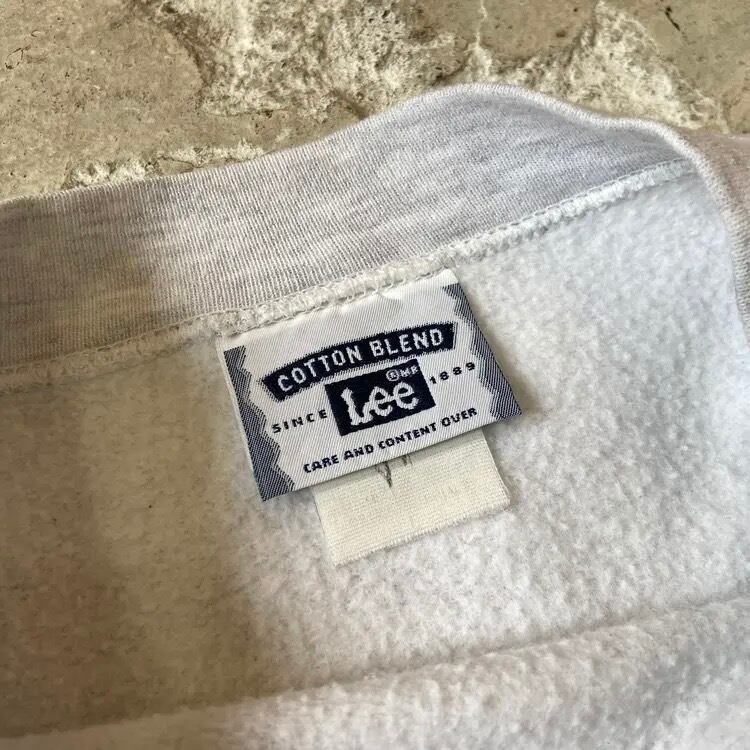 COTTON BLEND
SINCE Lee ®MR 1889
CARE AND CONTENT OVER